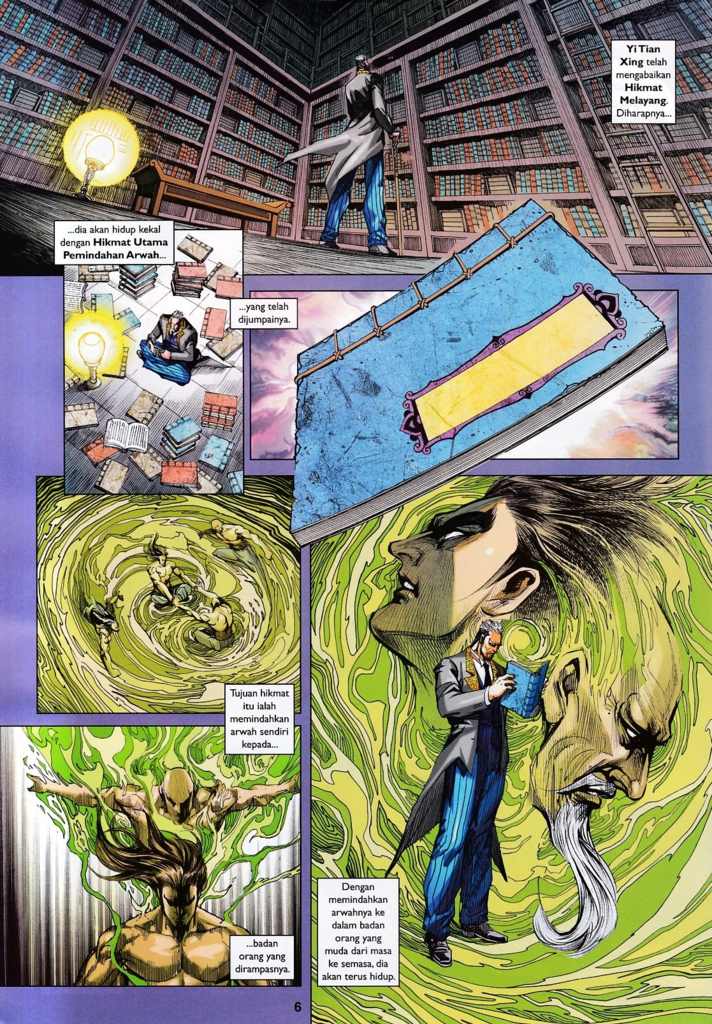 Yi Tian
Xing telah
mengabaikan
Hikmat
Melayang.
Diharapnya...
...dia akan hidup kekal
dengan Hikmat Utama
Pemindahan Arwah...
...yang telah
dijumpainya.
Tujuan hikmat
itu ialah
memindahkan
arwah sendiri
kepada...
...badan
orang yang
dirampasnya.
Dengan
memindahkan
arwahnya ke
dalam badan
orang yang
muda dari masa
ke semasa, dia
akan terus hidup.
6